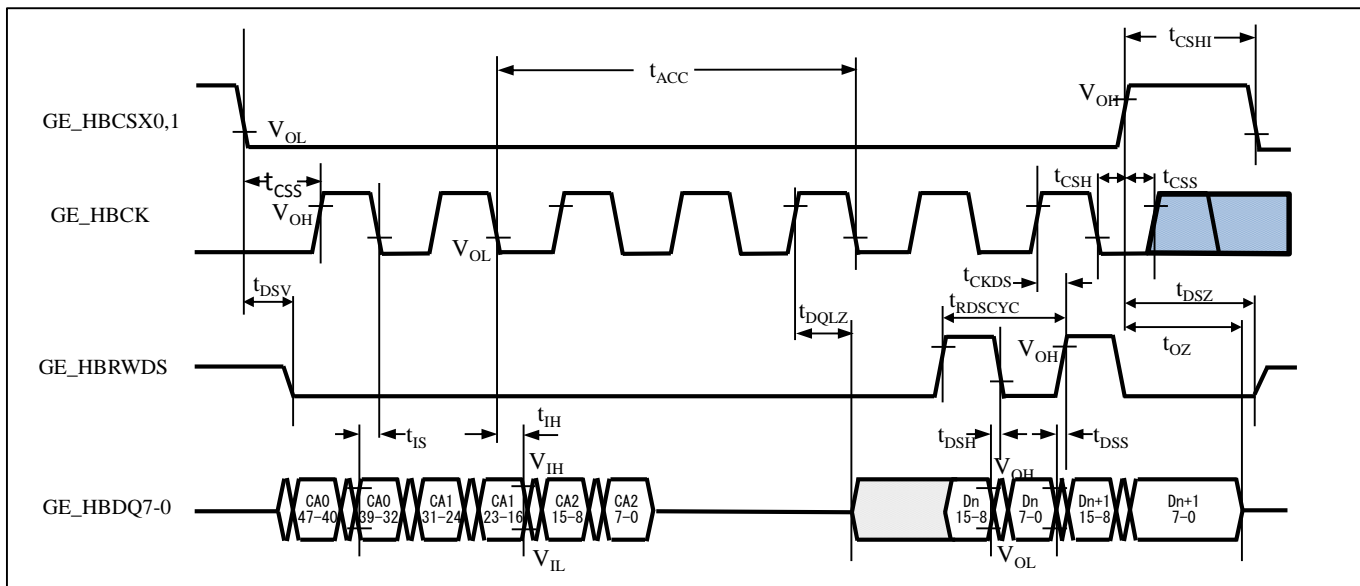 tCSHI
tACC
VOH
GE_HBCSX0,1
VOL
tCSS
tCSH
tCSS
VOH
GE_HBCK
VOL
tCKDS
tDSV
tDSZ
tRDSCYC
tDQLZ
tOZ
VOH
GE_HBRWDS
tIH
tIS
tDSH
tDSS
VIH
VOH
GE_HBDQ7-0
CA0 CA0 CA1 CA1 CA2 CA2 Dn Dn Dn+1 Dn+1
47-40 39-32 31-24 23-16 15-8 7-0 15-8 7-0 15-8 7-0
VIL
VOL